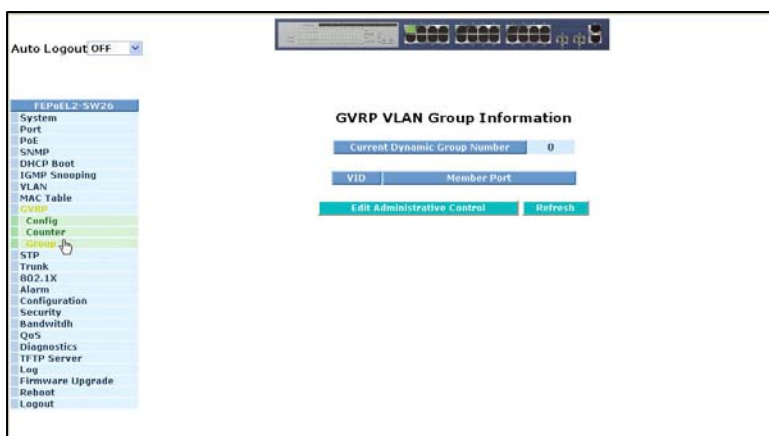 Auto Logout OFF
FEPoEL2-SW26
System
Port
PoE
SNMP
DHCP Boot
IGMP Snooping
VLAN
MAC Table
GVRP
Config
Counter
Group
STP
Trunk
802.1X
Alarm
Configuration
Security
Bandwitdh
QoS
Diagnostics
TFTP Server
Log
Firmware Upgrade
Reboot
Logout
GVRP VLAN Group Information
Current Dynamic Group Number 0
VID Member Port
Edit Administrative Control Refresh